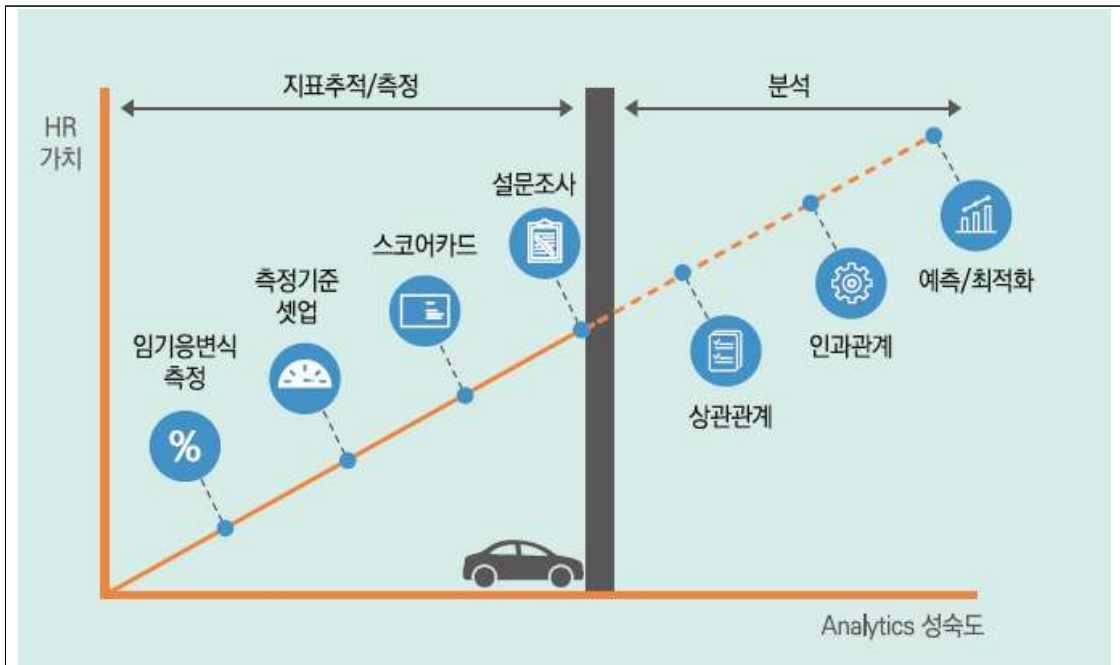 지표추적/측정
분석
HR
가치
설문조사
스코어카드
측정기준
셋업
임기응변식
측정
%
예측/최적화
인과관계
상관관계
Analytics 성숙도